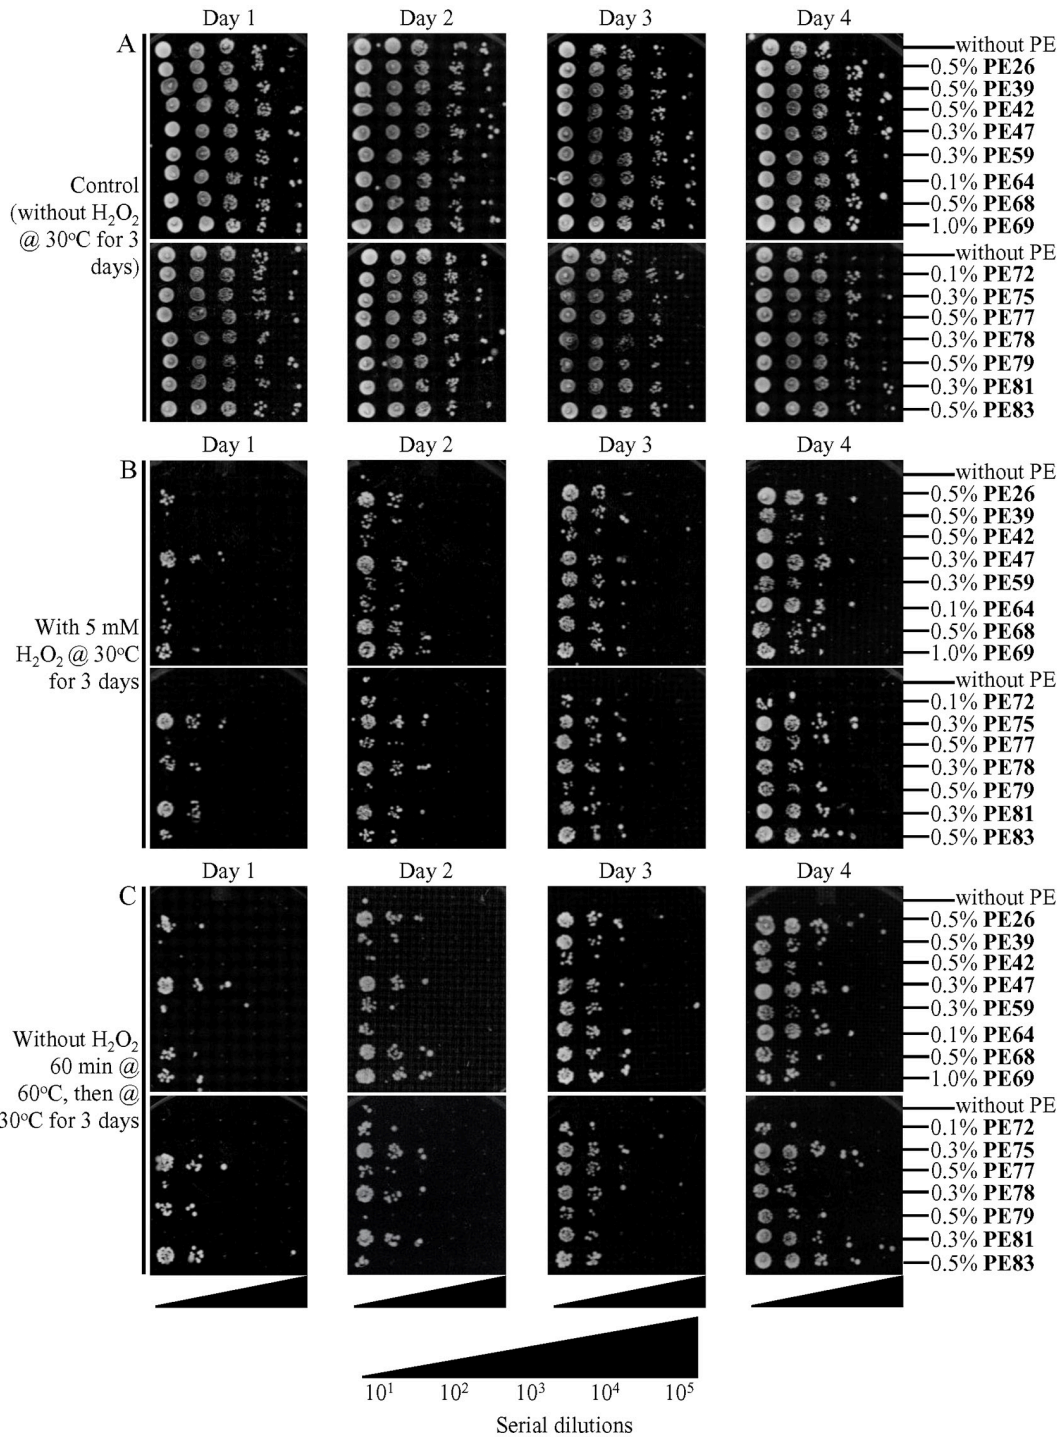 Day 1 Day 2 Day 3 Day 4
A
Control
(without H₂O₂
@ 30°C for 3
days)
without PE
0.5% PE26
0.5% PE39
0.5% PE42
0.3% PE47
0.3% PE59
0.1% PE64
0.5% PE68
1.0% PE69
without PE
0.1% PE72
0.3% PE75
0.5% PE77
0.3% PE78
0.5% PE79
0.3% PE81
0.5% PE83
Day 1 Day 2 Day 3 Day 4
B
With 5 mM
H₂O₂ @ 30°C
for 3 days
without PE
0.5% PE26
0.5% PE39
0.5% PE42
0.3% PE47
0.3% PE59
0.1% PE64
0.5% PE68
1.0% PE69
without PE
0.1% PE72
0.3% PE75
0.5% PE77
0.3% PE78
0.5% PE79
0.3% PE81
0.5% PE83
Day 1 Day 2 Day 3 Day 4
C
Without H₂O₂
60 min @
60°C, then @
30°C for 3 days
without PE
0.5% PE26
0.5% PE39
0.5% PE42
0.3% PE47
0.3% PE59
0.1% PE64
0.5% PE68
1.0% PE69
without PE
0.1% PE72
0.3% PE75
0.5% PE77
0.3% PE78
0.5% PE79
0.3% PE81
0.5% PE83
10¹ 10² 10³ 10⁴ 10⁵
Serial dilutions